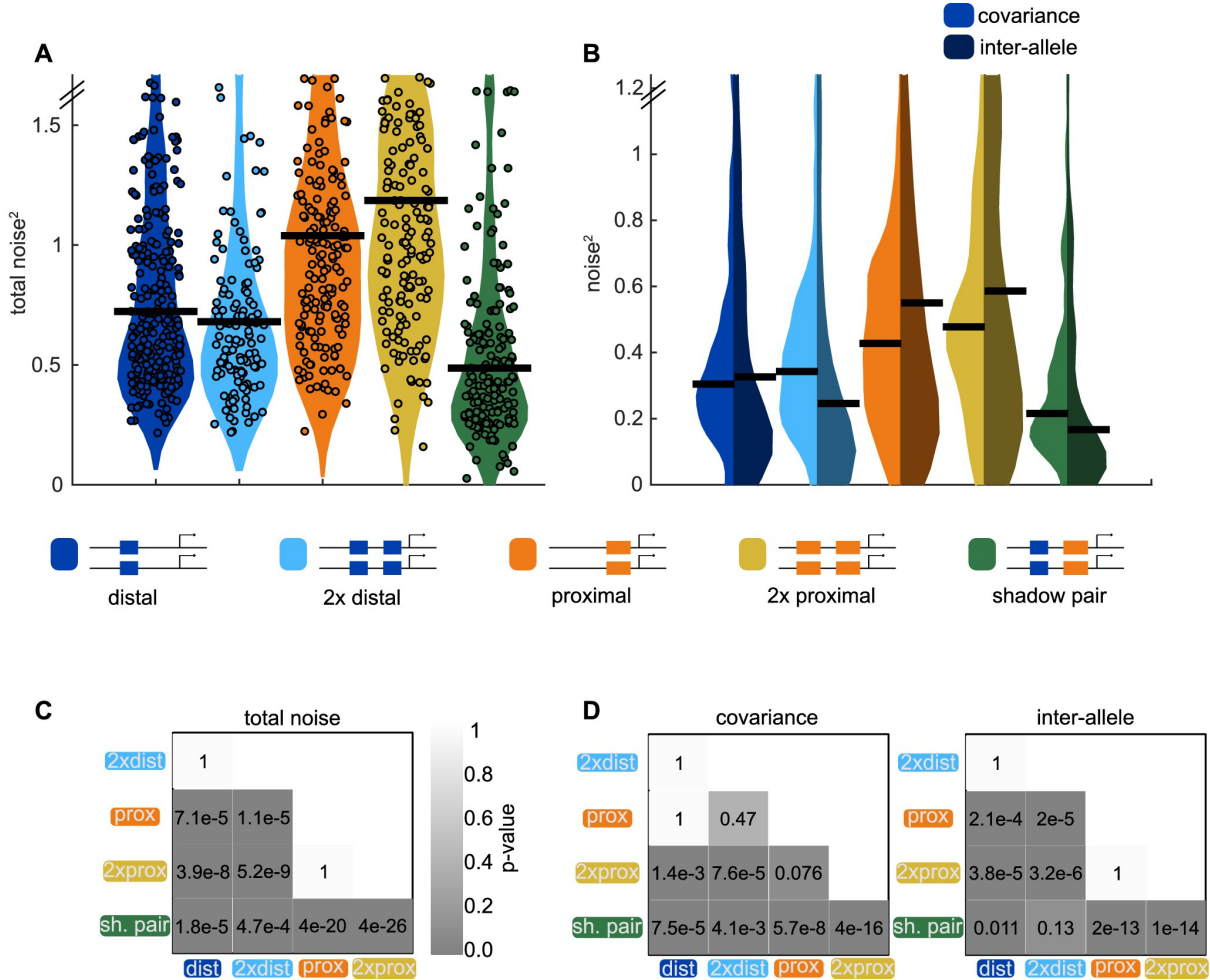 covariance
inter-allele
A
B
total noise2
1.5
1
0.5
0
noise2
1.2
1
0.8
0.6
0.4
0.2
0
distal
2x distal
proximal
2x proximal
shadow pair
C
total noise
2xdist
1
prox
7.1e-5 1.1e-5
2xprox
3.9e-8 5.2e-9 1
sh. pair
1.8e-5 4.7e-4 4e-20 4e-26
dist 2xdist prox 2xprox
1
0.8
0.6
0.4
0.2
0.0
p-value
D
covariance
2xdist
1
prox
1 0.47
2xprox
1.4e-3 7.6e-5 0.076
sh. pair
7.5e-5 4.1e-3 5.7e-8 4e-16
dist 2xdist prox 2xprox
inter-allele
2xdist
1
prox
2.1e-4 2e-5
2xprox
3.8e-5 3.2e-6 1
sh. pair
0.011 0.13 2e-13 1e-14
dist 2xdist prox 2xprox